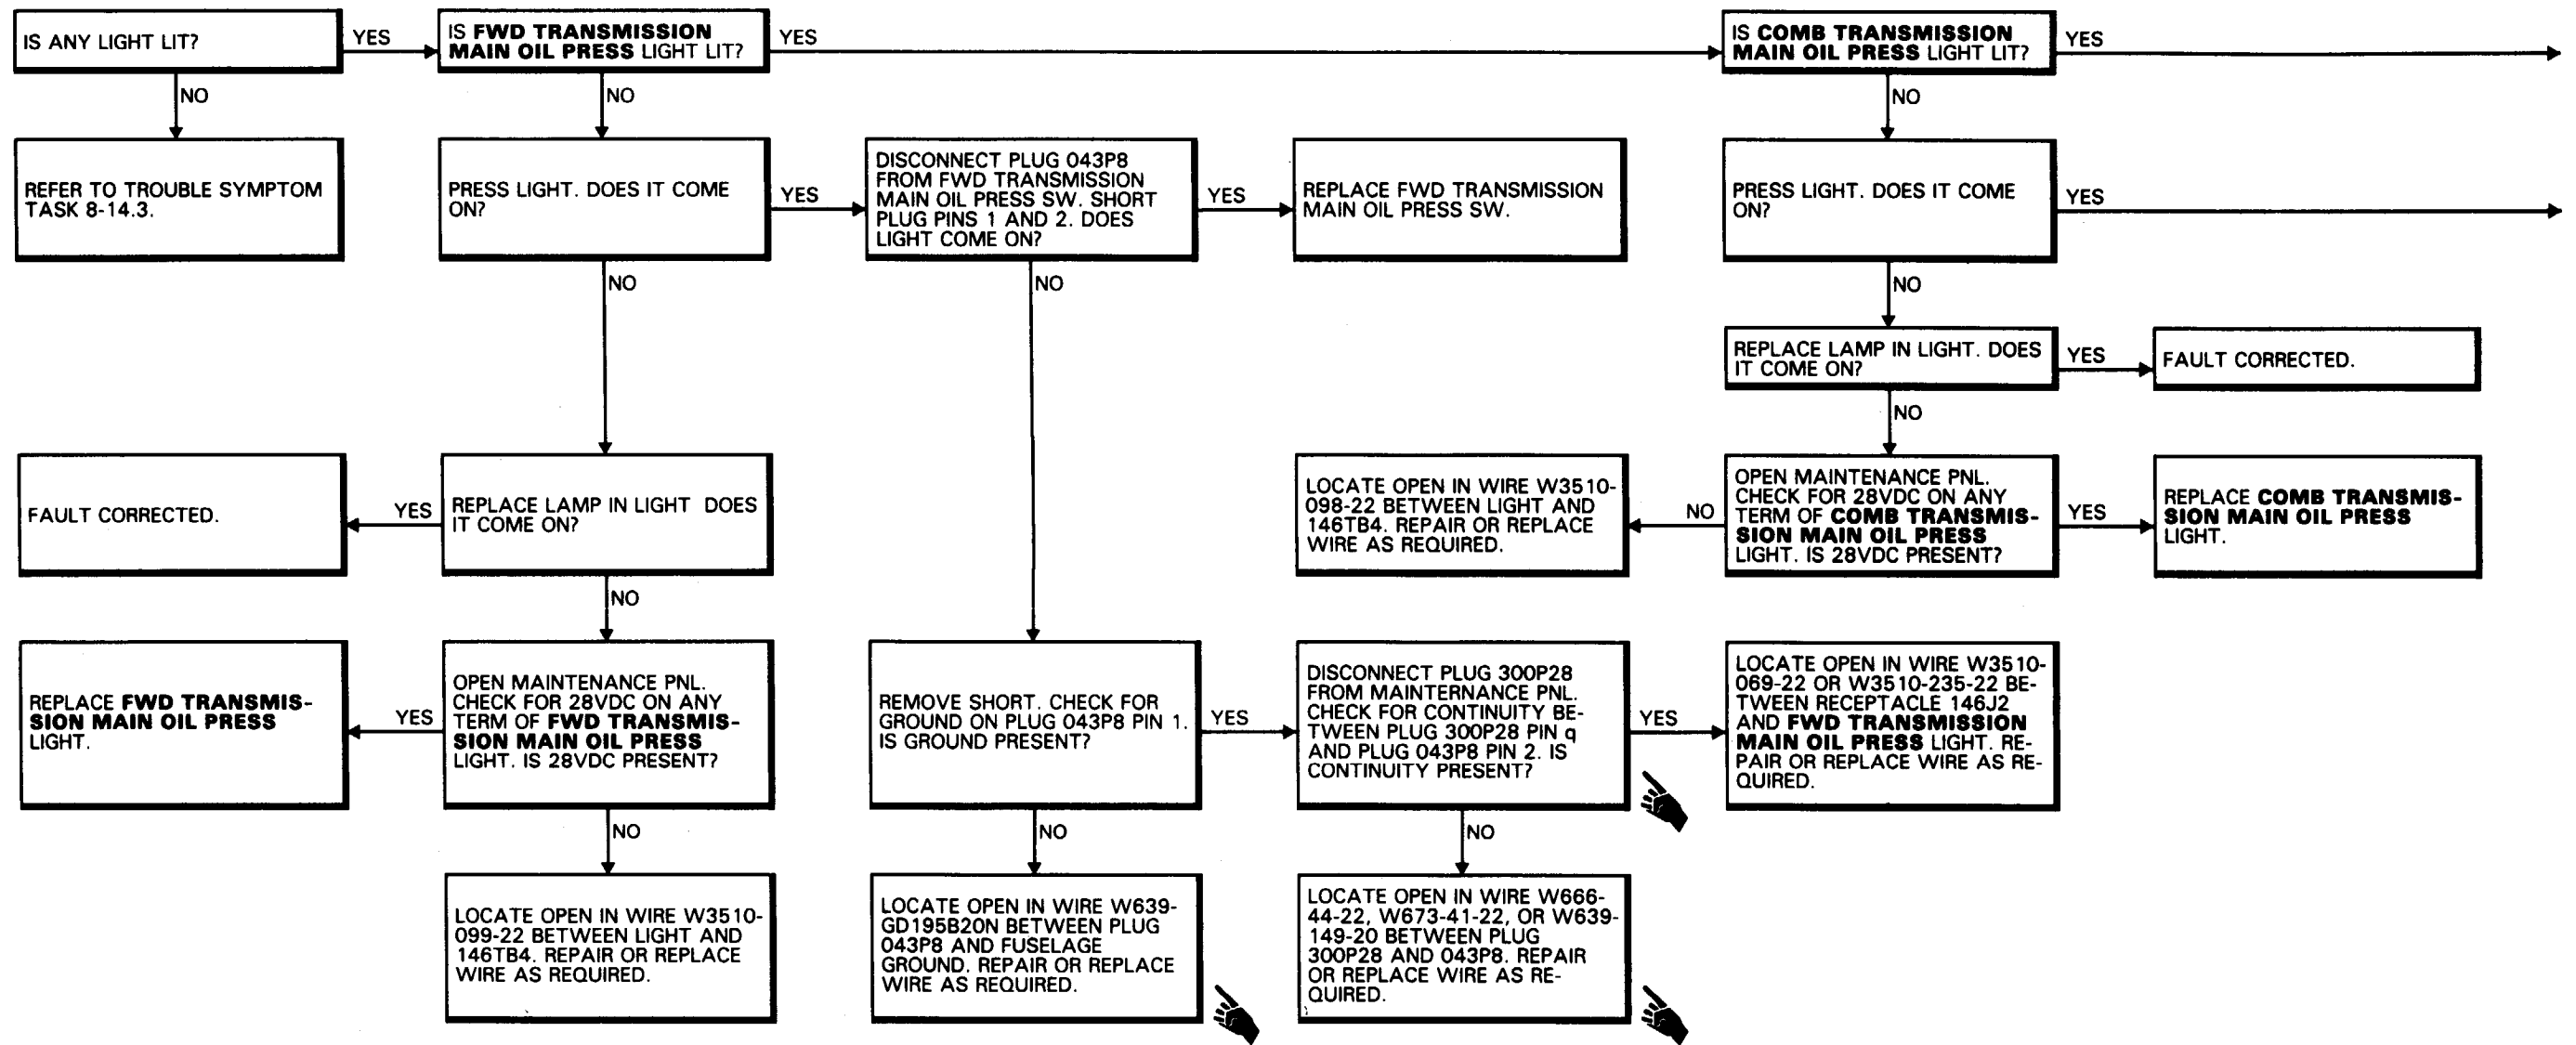 IS ANY LIGHT LIT?
YES
IS FWD TRANSMISSION
MAIN OIL PRESS LIGHT LIT?
YES
IS COMB TRANSMISSION
MAIN OIL PRESS LIGHT LIT?
YES
NO
NO
NO
REFER TO TROUBLE SYMPTOM
TASK 8-14.3.
PRESS LIGHT. DOES IT COME
ON?
YES
DISCONNECT PLUG 043P8
FROM FWD TRANSMISSION
MAIN OIL PRESS SW. SHORT
PLUG PINS 1 AND 2. DOES
LIGHT COME ON?
YES
REPLACE FWD TRANSMISSION
MAIN OIL PRESS SW.
PRESS LIGHT. DOES IT COME
ON?
YES
NO
NO
NO
REPLACE LAMP IN LIGHT. DOES
IT COME ON?
YES
FAULT CORRECTED.
NO
FAULT CORRECTED.
YES
REPLACE LAMP IN LIGHT DOES
IT COME ON?
LOCATE OPEN IN WIRE W3510-
098-22 BETWEEN LIGHT AND
146TB4. REPAIR OR REPLACE
WIRE AS REQUIRED.
NO
OPEN MAINTENANCE PNL.
CHECK FOR 28VDC ON ANY
TERM OF COMB TRANSMIS-
SION MAIN OIL PRESS
LIGHT. IS 28VDC PRESENT?
YES
REPLACE COMB TRANSMIS-
SION MAIN OIL PRESS
LIGHT.
NO
REPLACE FWD TRANSMIS-
SION MAIN OIL PRESS
LIGHT.
YES
OPEN MAINTENANCE PNL.
CHECK FOR 28VDC ON ANY
TERM OF FWD TRANSMIS-
SION MAIN OIL PRESS
LIGHT. IS 28VDC PRESENT?
REMOVE SHORT. CHECK FOR
GROUND ON PLUG 043P8 PIN 1.
IS GROUND PRESENT?
YES
DISCONNECT PLUG 300P28
FROM MAINTERNANCE PNL.
CHECK FOR CONTINUITY BE-
TWEEN PLUG 300P28 PIN q
AND PLUG 043P8 PIN 2. IS
CONTINUITY PRESENT?
YES
LOCATE OPEN IN WIRE W3510-
069-22 OR W3510-235-22 BE-
TWEEN RECEPTACLE 146J2
AND FWD TRANSMISSION
MAIN OIL PRESS LIGHT. RE-
PAIR OR REPLACE WIRE AS RE-
QUIRED.
NO
NO
NO
LOCATE OPEN IN WIRE W3510-
099-22 BETWEEN LIGHT AND
146TB4. REPAIR OR REPLACE
WIRE AS REQUIRED.
LOCATE OPEN IN WIRE W639-
GD195B20N BETWEEN PLUG
043P8 AND FUSELAGE
GROUND. REPAIR OR REPLACE
WIRE AS REQUIRED.
LOCATE OPEN IN WIRE W666-
44-22, W673-41-22, OR W639-
149-20 BETWEEN PLUG
300P28 AND 043P8. REPAIR
OR REPLACE WIRE AS RE-
QUIRED.